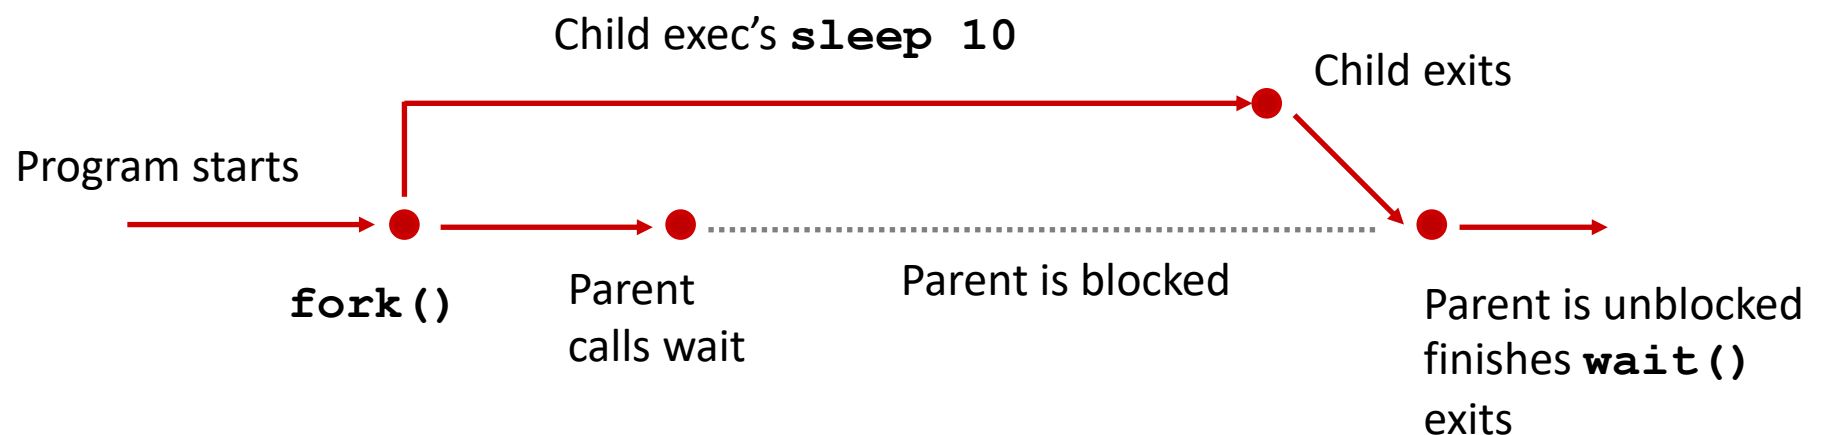 Child exec’s sleep 10
Child exits
Program starts
fork()
Parent
calls wait
Parent is blocked
Parent is unblocked
finishes wait()
exits